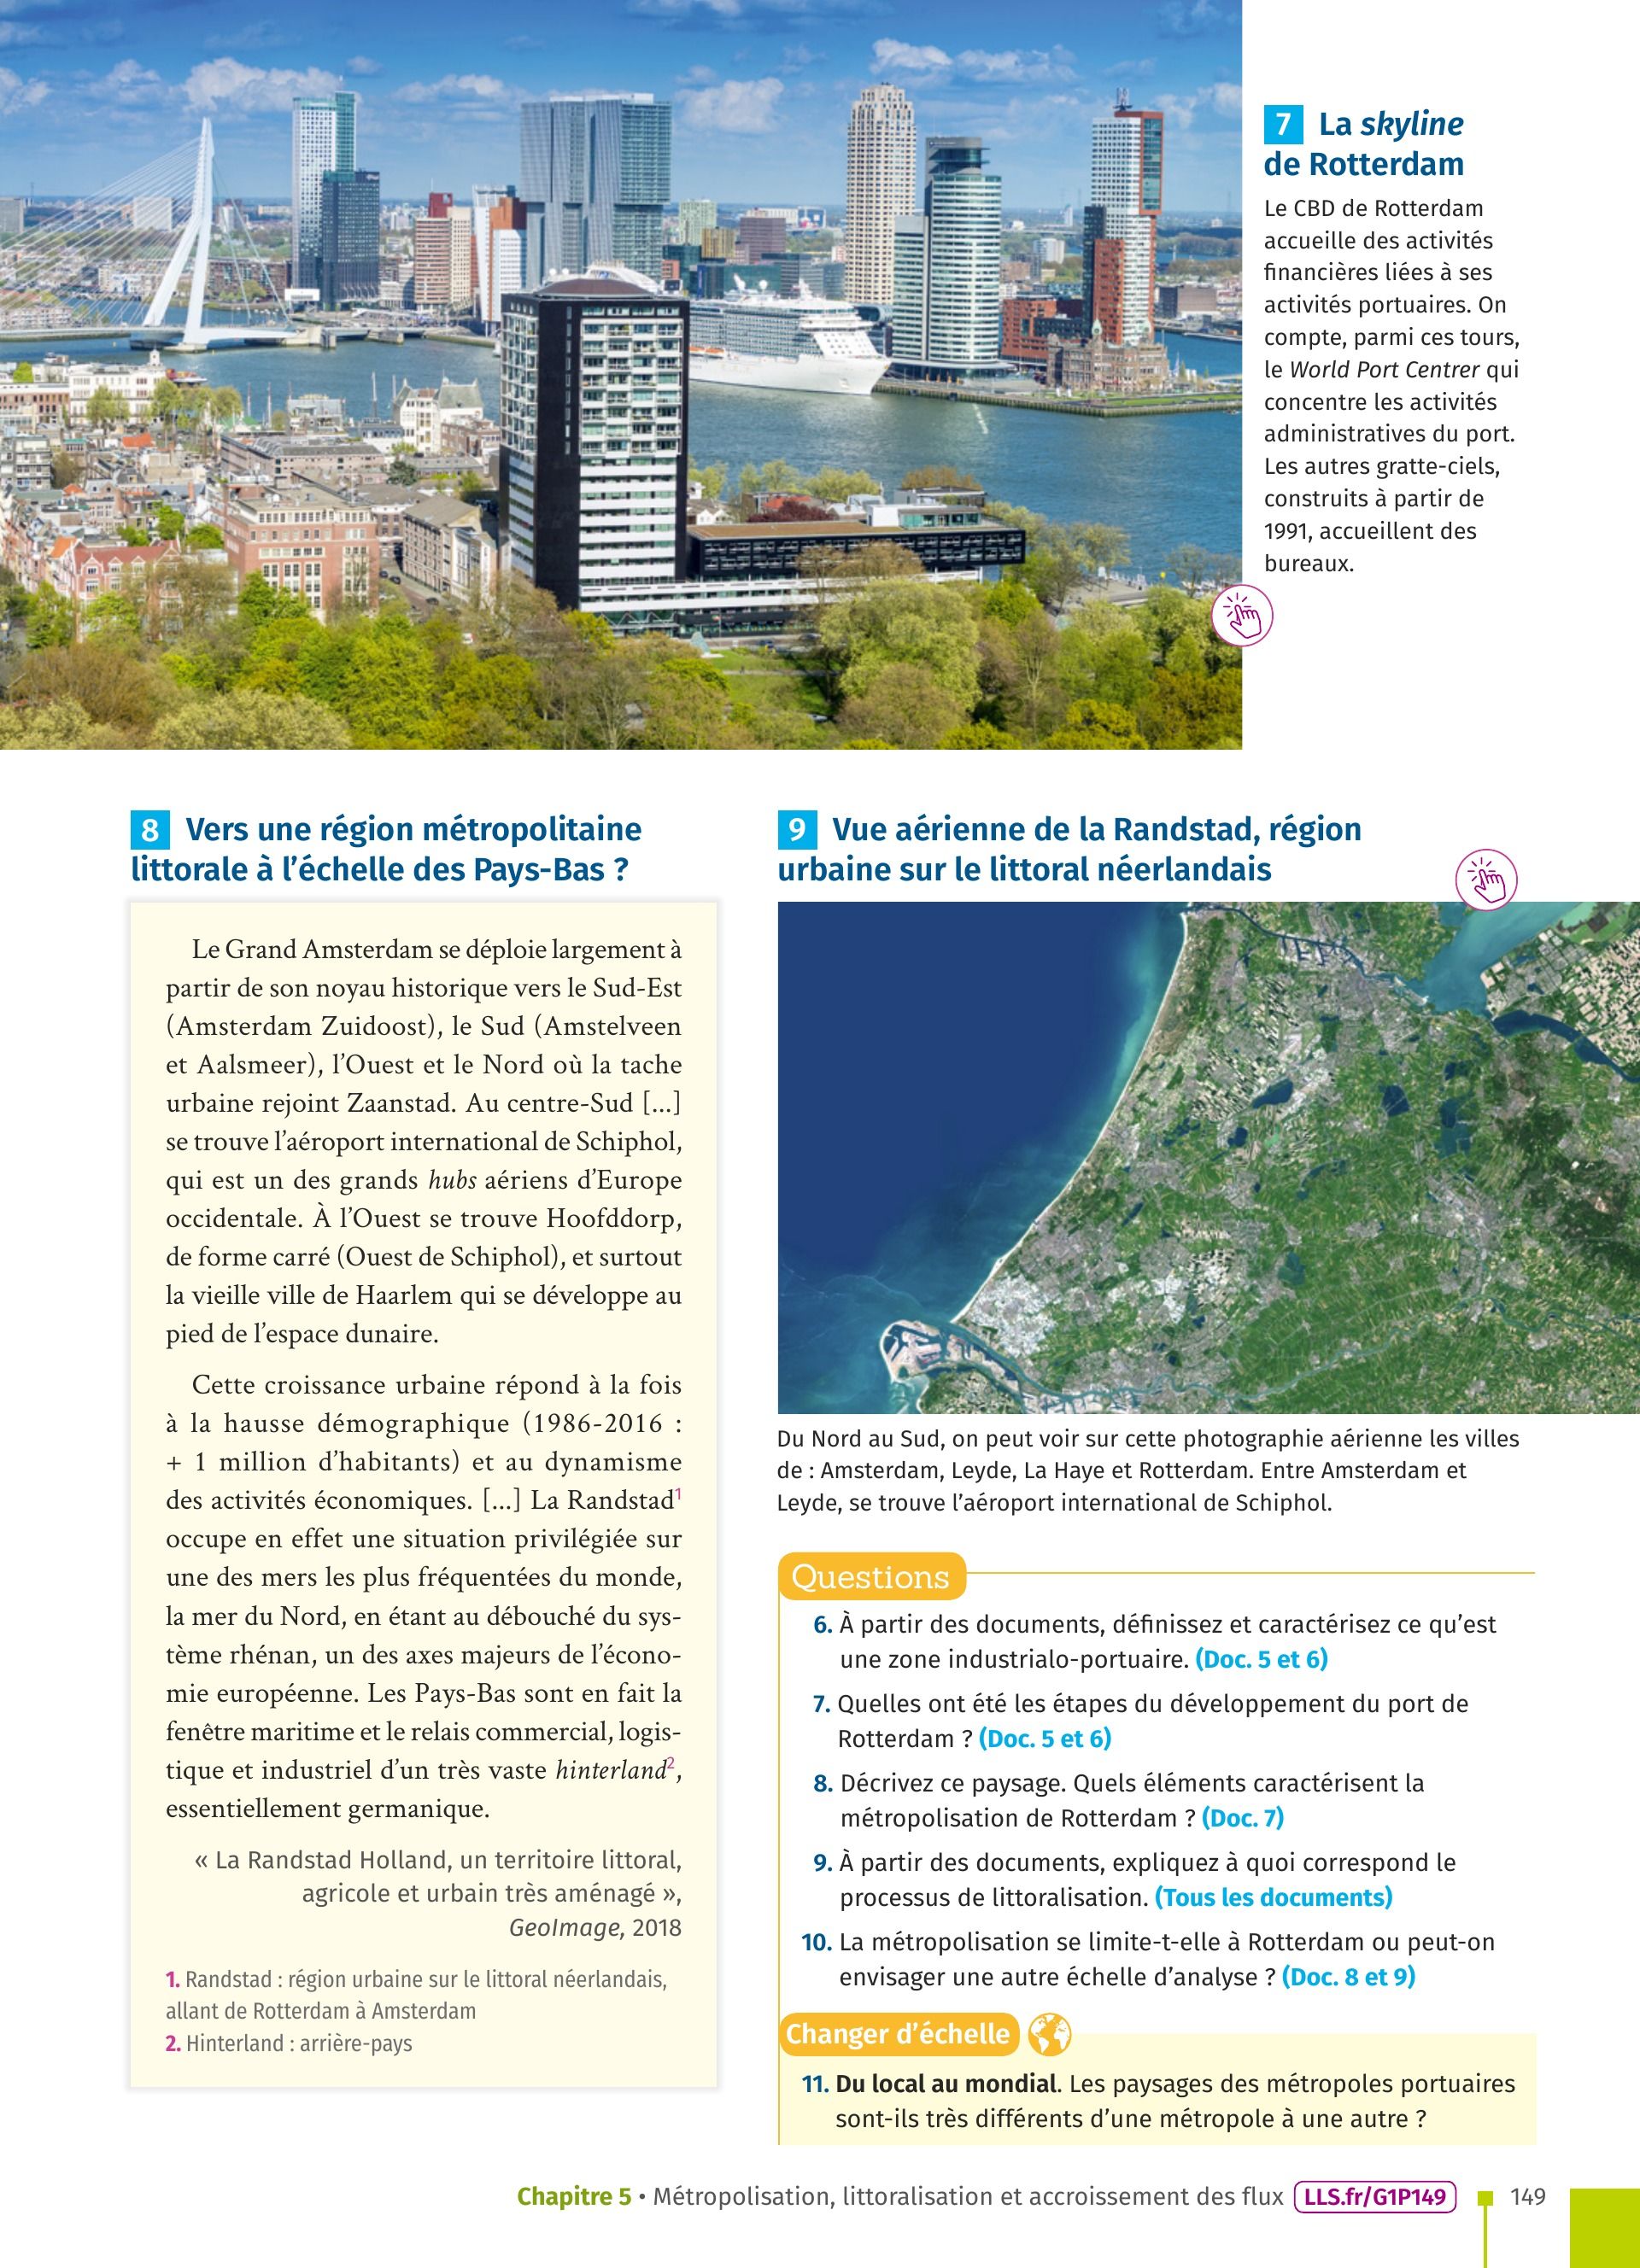 7 La skyline
de Rotterdam
Le CBD de Rotterdam
accueille des activités
financières liées à ses
activités portuaires. On
compte, parmi ces tours,
le World Port Centrer qui
concentre les activités
administratives du port.
Les autres gratte-ciels,
construits à partir de
1991, accueillent des
bureaux.
8 Vers une région métropolitaine
littorale à l'échelle des Pays-Bas ?
Le Grand Amsterdam se déploie largement à
partir de son noyau historique vers le Sud-Est
(Amsterdam Zuidoost), le Sud (Amstelveen
et Aalsmeer), l'Ouest et le Nord où la tache
urbaine rejoint Zaanstad. Au centre-Sud [...]
se trouve l'aéroport international de Schiphol,
qui est un des grands hubs aériens d'Europe
occidentale. À l'Ouest se trouve Hoofddorp,
de forme carré (Ouest de Schiphol), et surtout
la vieille ville de Haarlem qui se développe au
pied de l'espace dunaire.
Cette croissance urbaine répond à la fois
à la hausse démographique (1986-2016 :
+ 1 million d'habitants) et au dynamisme
des activités économiques. [...] La Randstad1
occupe en effet une situation privilégiée sur
une des mers les plus fréquentées du monde,
la mer du Nord, en étant au débouché du sys-
tème rhénan, un des axes majeurs de l'écono-
mie européenne. Les Pays-Bas sont en fait la
fenêtre maritime et le relais commercial, logis-
tique et industriel d'un très vaste hinterland2,
essentiellement germanique.
« La Randstad Holland, un territoire littoral,
agricole et urbain très aménagé »,
GeoImage, 2018
1. Randstad : région urbaine sur le littoral néerlandais,
allant de Rotterdam à Amsterdam
2. Hinterland : arrière-pays
9 Vue aérienne de la Randstad, région
urbaine sur le littoral néerlandais
Du Nord au Sud, on peut voir sur cette photographie aérienne les villes
de : Amsterdam, Leyde, La Haye et Rotterdam. Entre Amsterdam et
Leyde, se trouve l'aéroport international de Schiphol.
Questions
6. À partir des documents, définissez et caractérisez ce qu'est
une zone industrialo-portuaire. (Doc. 5 et 6)
7. Quelles ont été les étapes du développement du port de
Rotterdam ? (Doc. 5 et 6)
8. Décrivez ce paysage. Quels éléments caractérisent la
métropolisation de Rotterdam ? (Doc. 7)
9. À partir des documents, expliquez à quoi correspond le
processus de littoralisation. (Tous les documents)
10. La métropolisation se limite-t-elle à Rotterdam ou peut-on
envisager une autre échelle d'analyse ? (Doc. 8 et 9)
Changer d'échelle
11. Du local au mondial. Les paysages des métropoles portuaires
sont-ils très différents d'une métropole à une autre ?
Chapitre 5 • Métropolisation, littoralisation et accroissement des flux LLS.fr/G1P149 149